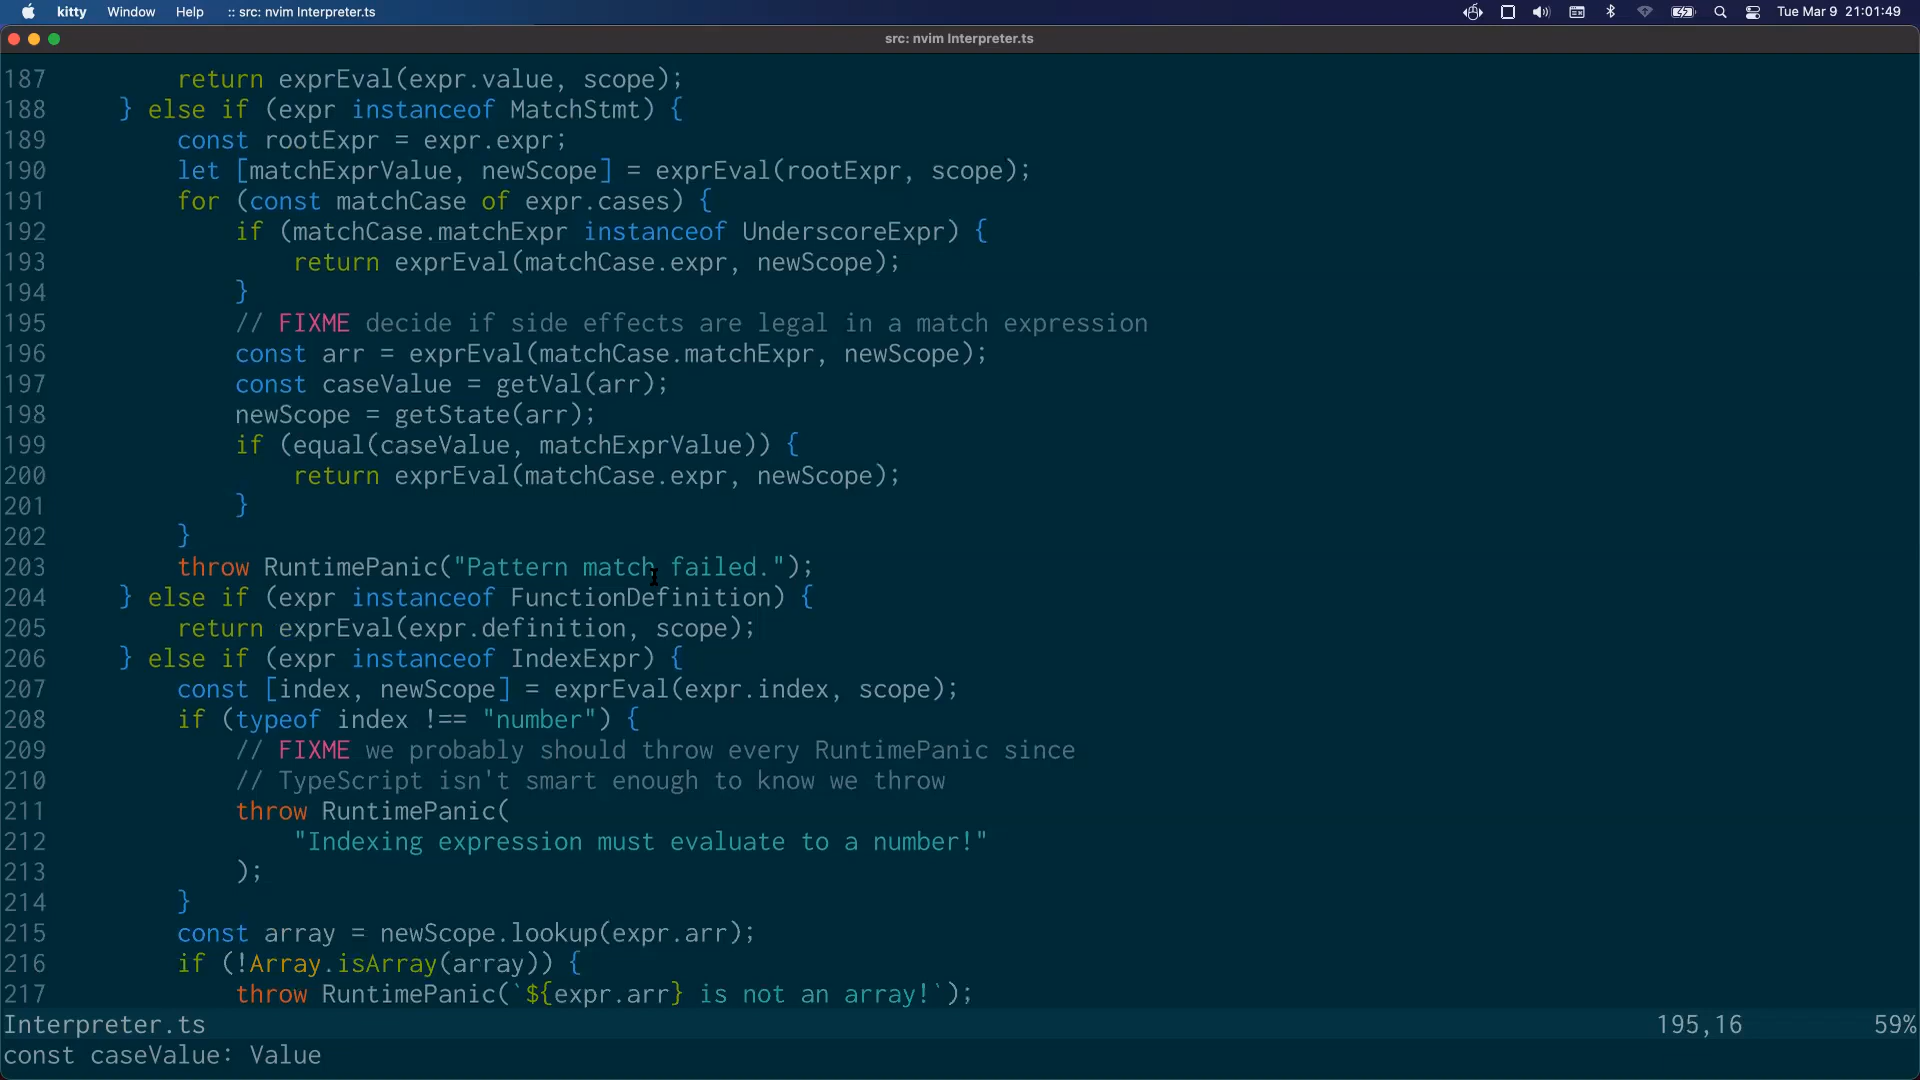 kitty Window Help :: src: nvim Interpreter.ts Tue Mar 9 21:01:49
src: nvim Interpreter.ts
187 return exprEval(expr.value, scope);
188 } else if (expr instanceof MatchStmt) {
189 const rootExpr = expr.expr;
190 let [matchExprValue, newScope] = exprEval(rootExpr, scope);
191 for (const matchCase of expr.cases) {
192 if (matchCase.matchExpr instanceof UnderscoreExpr) {
193 return exprEval(matchCase.expr, newScope);
194 }
195 // FIXME decide if side effects are legal in a match expression
196 const arr = exprEval(matchCase.matchExpr, newScope);
197 const caseValue = getVal(arr);
198 newScope = getState(arr);
199 if (equal(caseValue, matchExprValue)) {
200 return exprEval(matchCase.expr, newScope);
201 }
202 }
203 throw RuntimePanic("Pattern match failed.");
204 } else if (expr instanceof FunctionDefinition) {
205 return exprEval(expr.definition, scope);
206 } else if (expr instanceof IndexExpr) {
207 const [index, newScope] = exprEval(expr.index, scope);
208 if (typeof index !== "number") {
209 // FIXME we probably should throw every RuntimePanic since
210 // TypeScript isn't smart enough to know we throw
211 throw RuntimePanic(
212 "Indexing expression must evaluate to a number!"
213 );
214 }
215 const array = newScope.lookup(expr.arr);
216 if (!Array.isArray(array)) {
217 throw RuntimePanic(`${expr.arr} is not an array!`);
Interpreter.ts 195,16 59%
const caseValue: Value